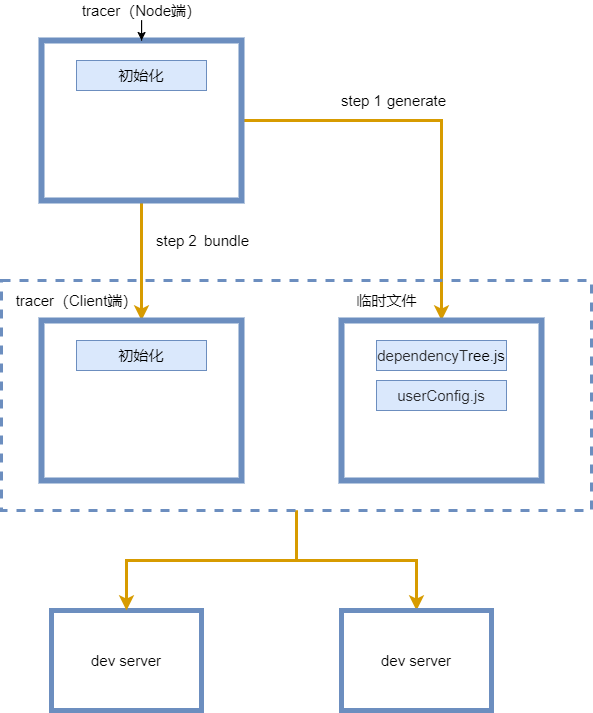 tracer（Node端）
初始化
step 1 generate
step 2 bundle
tracer（Client端）
临时文件
初始化
dependencyTree.js
userConfig.js
dev server
dev server